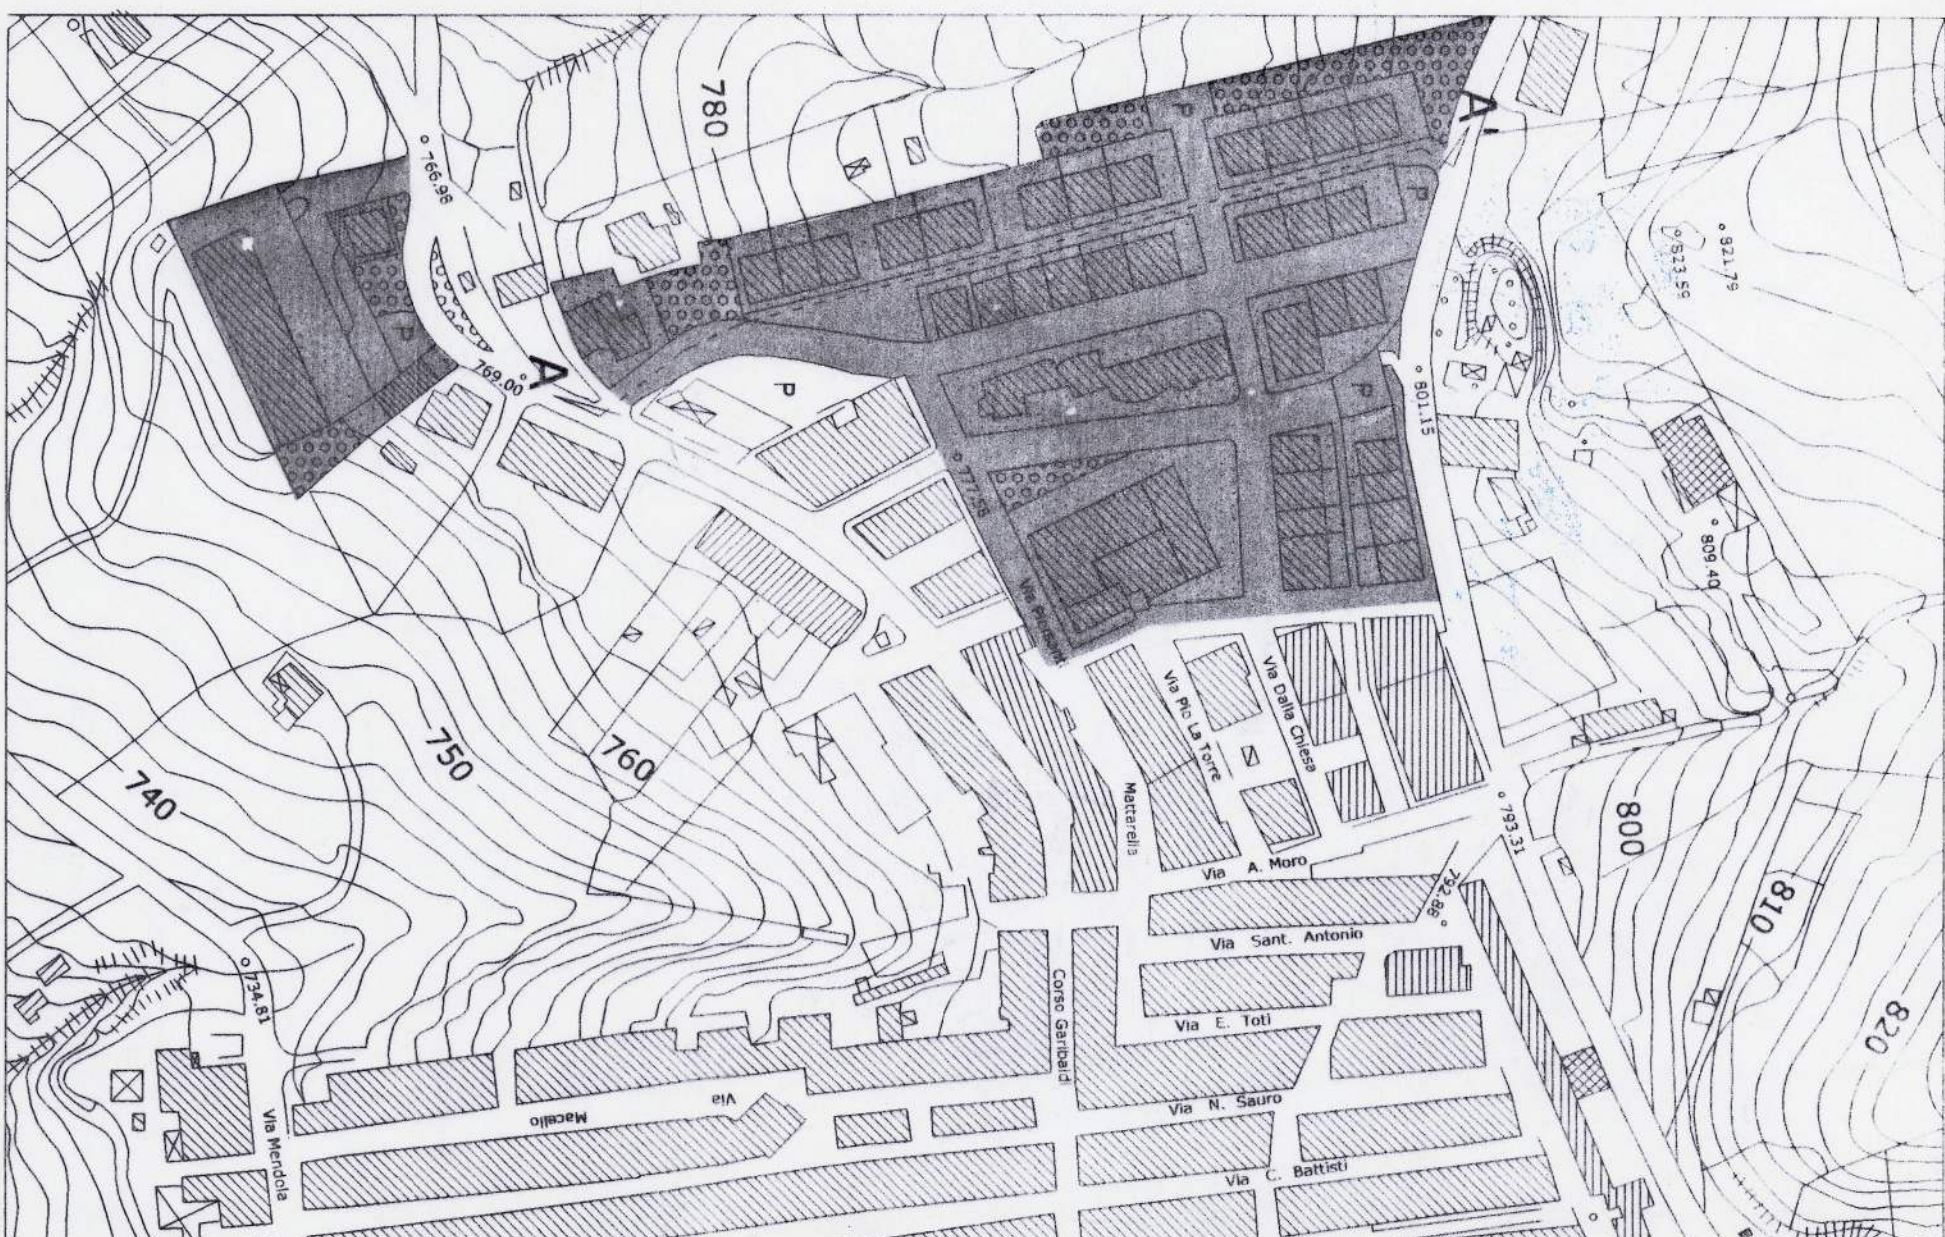 780
P
A'
766.98
P
821.79
823.59
P
769.00
A
P
P
801.15
777.98
809.40
Via Pio La Torre
Via Dalla Chiesa
750
760
740
Mattarella
793.31
800
Via A. Moro
792.88
810
Via Sant. Antonio
734.81
Corso Garibald
Via E. Toti
820
Via
Macello
Via N. Sauro
Via Mendola
Via C. Battisti